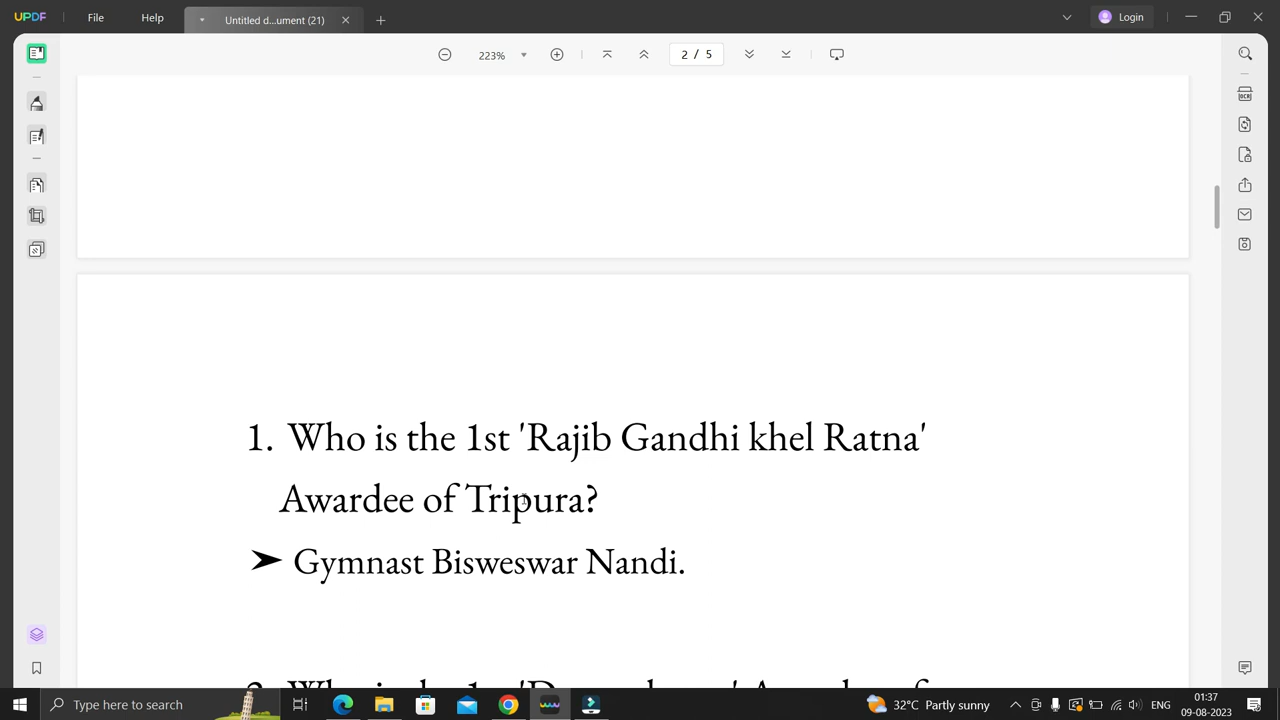 UPDF File Help Untitled d...ument (21) Login
223% 2 / 5
OCR
1. Who is the 1st 'Rajib Gandhi khel Ratna'
Awardee of Tripura?
➤ Gymnast Bisweswar Nandi.
Type here to search 32°C Partly sunny ENG 01:37
09-08-2023